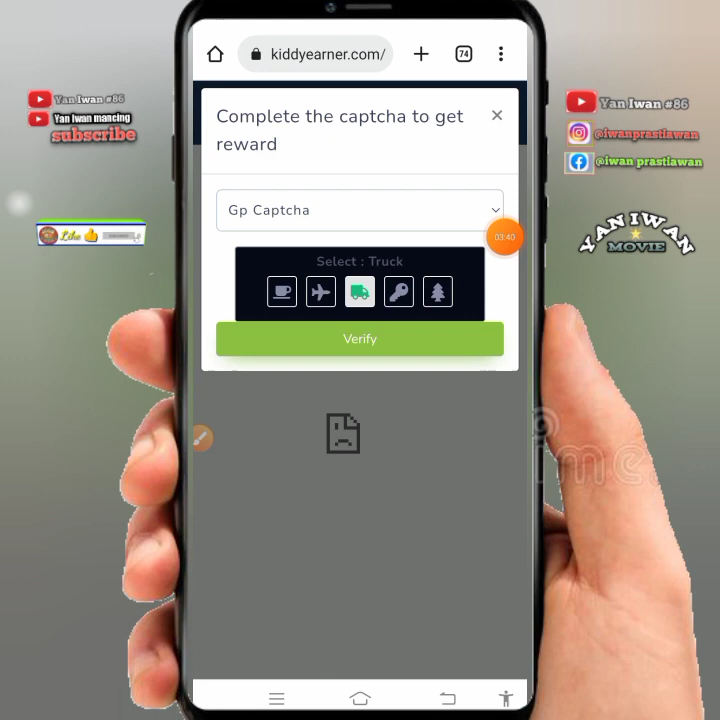 kiddyearner.com/
74
Complete the captcha to get
reward
Gp Captcha
03:40
Select : Truck
Verify
Yan Iwan #86
Yan Iwan mancing
subscribe
Like
Yan Iwan #86
@iwanprastiawan
@iwan prastiawan
YAN IWAN
MOVIE
ime